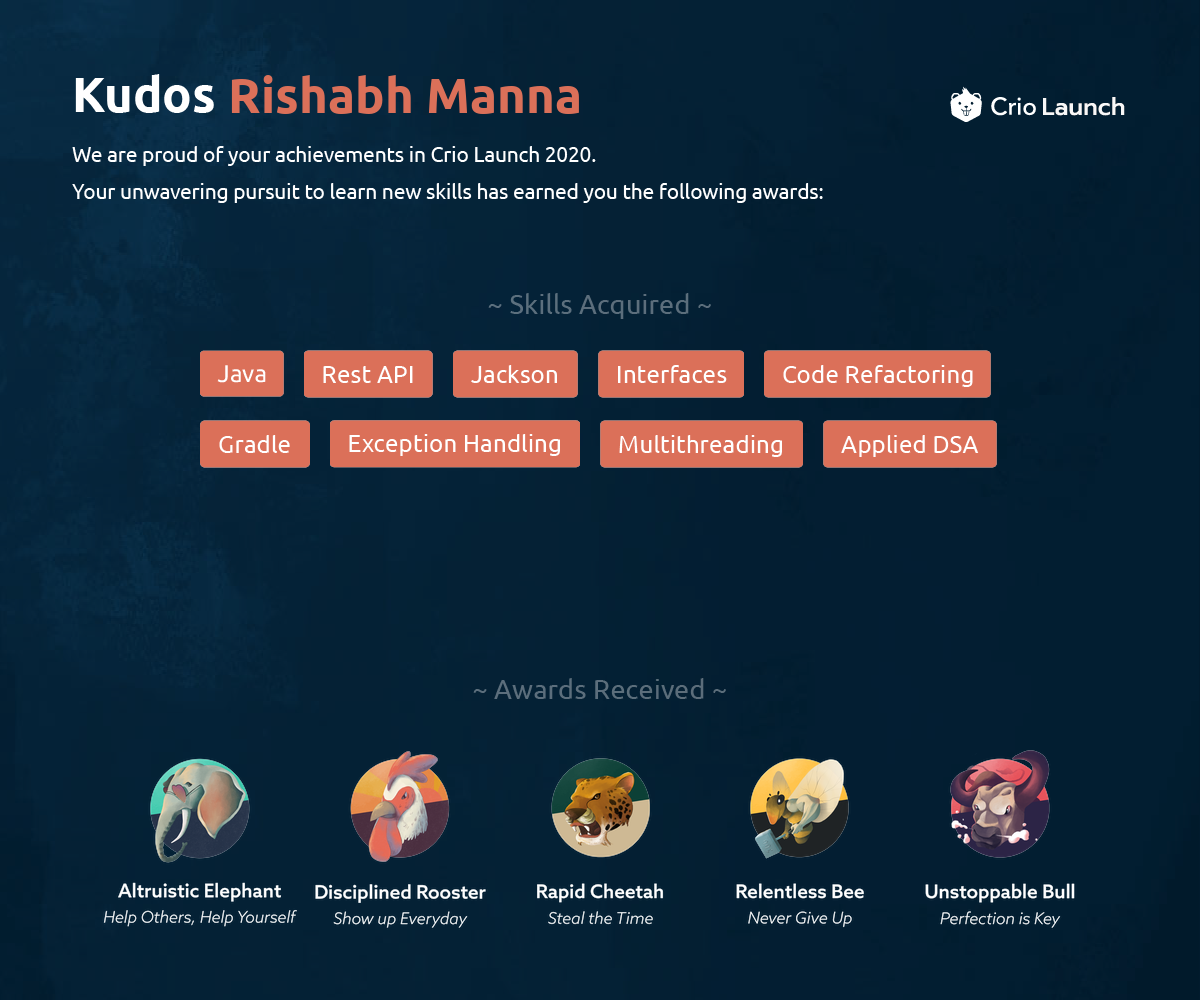 Kudos Rishabh Manna
Crio Launch
We are proud of your achievements in Crio Launch 2020.
Your unwavering pursuit to learn new skills has earned you the following awards:
~ Skills Acquired ~
Java Rest API Jackson Interfaces Code Refactoring
Gradle Exception Handling Multithreading Applied DSA
~ Awards Received ~
Altruistic Elephant Disciplined Rooster Rapid Cheetah Relentless Bee Unstoppable Bull
Help Others, Help Yourself Show up Everyday Steal the Time Never Give Up Perfection is Key